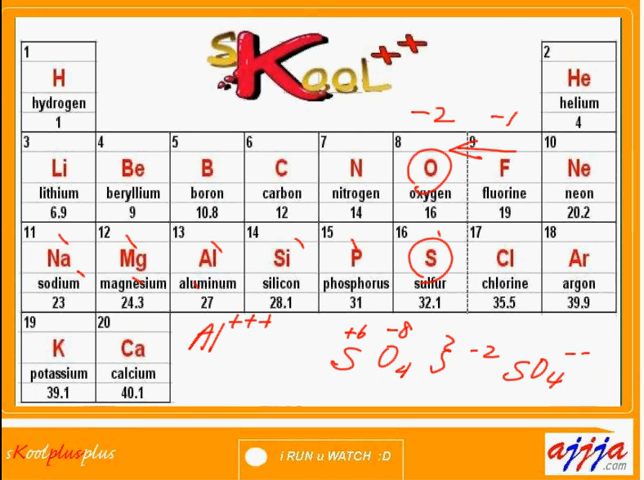 sKool++
-2 -1
1 2
H He
hydrogen helium
1 4
3 4 5 6 7 8 9 10
Li Be B C N O F Ne
lithium beryllium boron carbon nitrogen oxygen fluorine neon
6.9 9 10.8 12 14 16 19 20.2
11 12 13 14 15 16 17 18
Na Mg Al Si P S Cl Ar
sodium magnesium aluminum silicon phosphorus sulfur chlorine argon
23 24.3 27 28.1 31 32.1 35.5 39.9
19 20
K Ca
potassium calcium
39.1 40.1
Al+++
+6 -8
S O4 } -2 SO4--
sKoolplusplus
i RUN u WATCH :D
ajjja.com